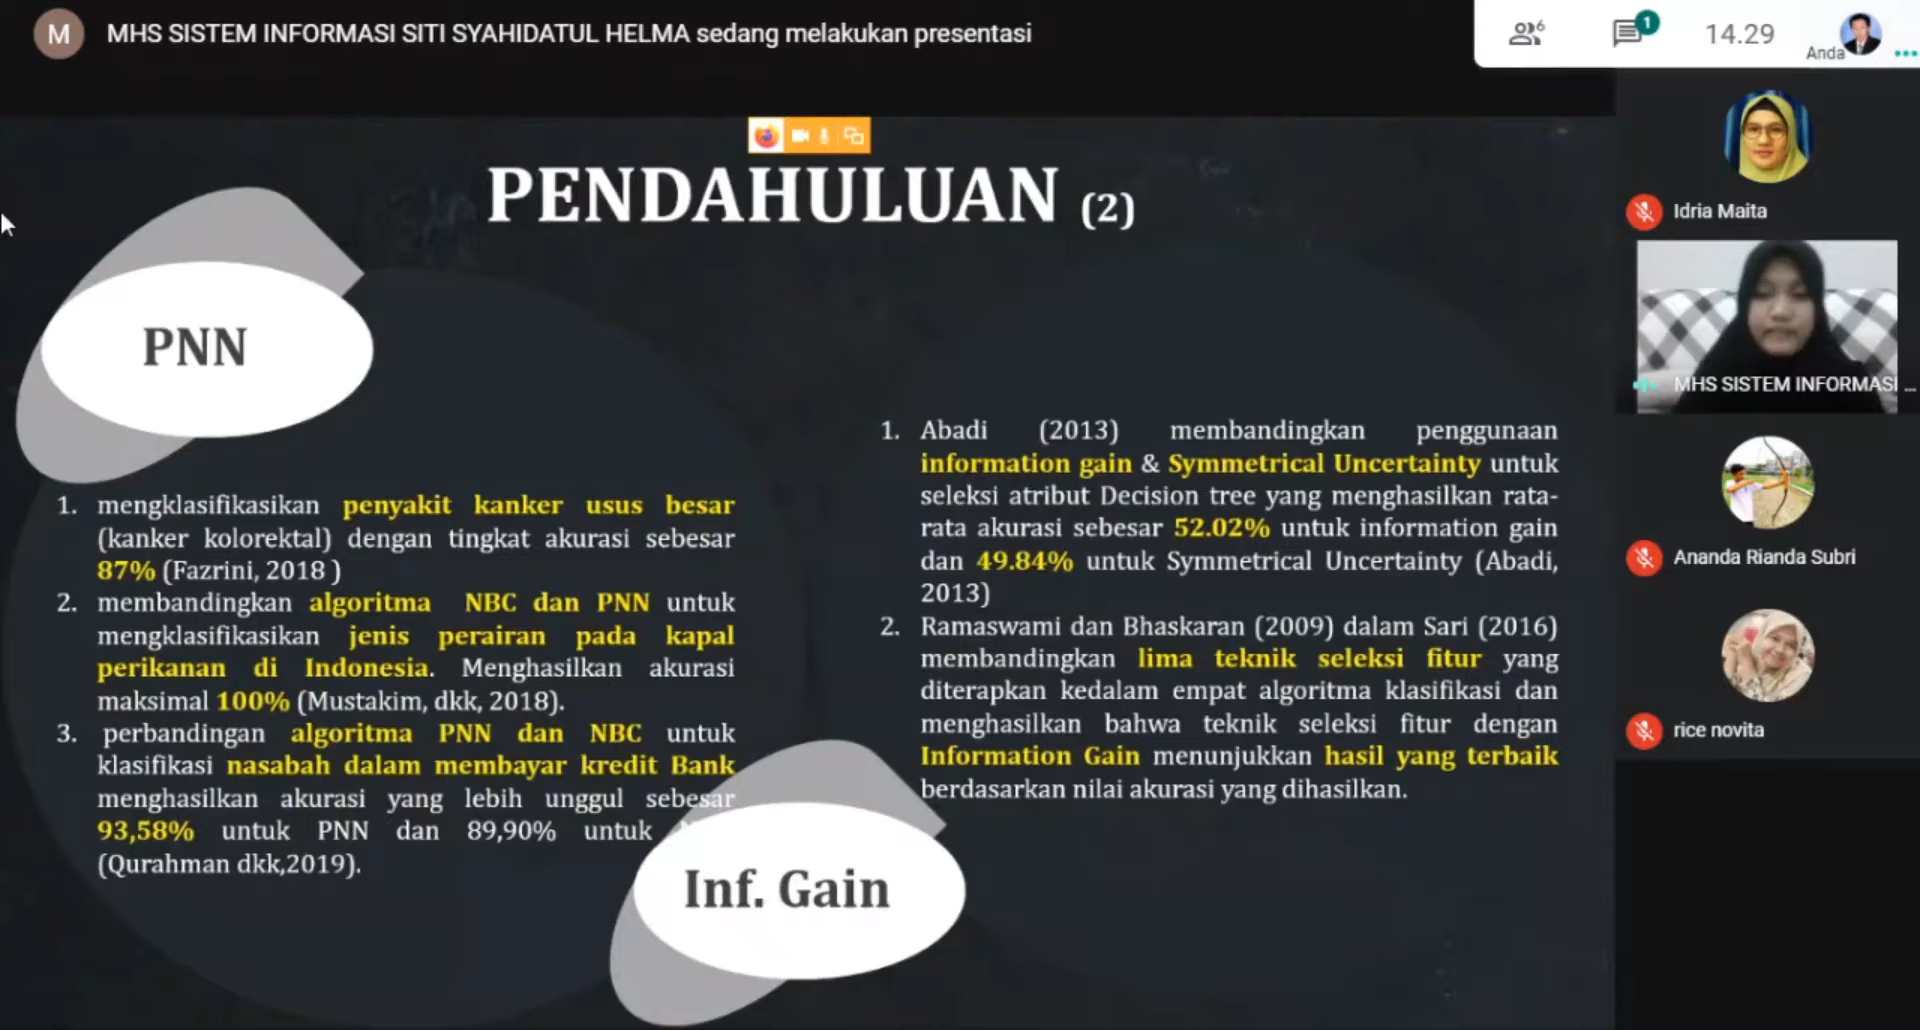 M
MHS SISTEM INFORMASI SITI SYAHIDATUL HELMA sedang melakukan presentasi
6
1
14.29
Anda
PENDAHULUAN (2)
PNN
1. mengklasifikasikan penyakit kanker usus besar
(kanker kolorektal) dengan tingkat akurasi sebesar
87% (Fazrini, 2018 )
2. membandingkan algoritma NBC dan PNN untuk
mengklasifikasikan jenis perairan pada kapal
perikanan di Indonesia. Menghasilkan akurasi
maksimal 100% (Mustakim, dkk, 2018).
3. perbandingan algoritma PNN dan NBC untuk
klasifikasi nasabah dalam membayar kredit Bank
menghasilkan akurasi yang lebih unggul sebesar
93,58% untuk PNN dan 89,90% untuk
(Qurahman dkk,2019).
Inf. Gain
1. Abadi (2013) membandingkan penggunaan
information gain & Symmetrical Uncertainty untuk
seleksi atribut Decision tree yang menghasilkan rata-
rata akurasi sebesar 52.02% untuk information gain
dan 49.84% untuk Symmetrical Uncertainty (Abadi,
2013)
2. Ramaswami dan Bhaskaran (2009) dalam Sari (2016)
membandingkan lima teknik seleksi fitur yang
diterapkan kedalam empat algoritma klasifikasi dan
menghasilkan bahwa teknik seleksi fitur dengan
Information Gain menunjukkan hasil yang terbaik
berdasarkan nilai akurasi yang dihasilkan.
Idria Maita
MHS SISTEM INFORMASI ...
Ananda Rianda Subri
rice novita